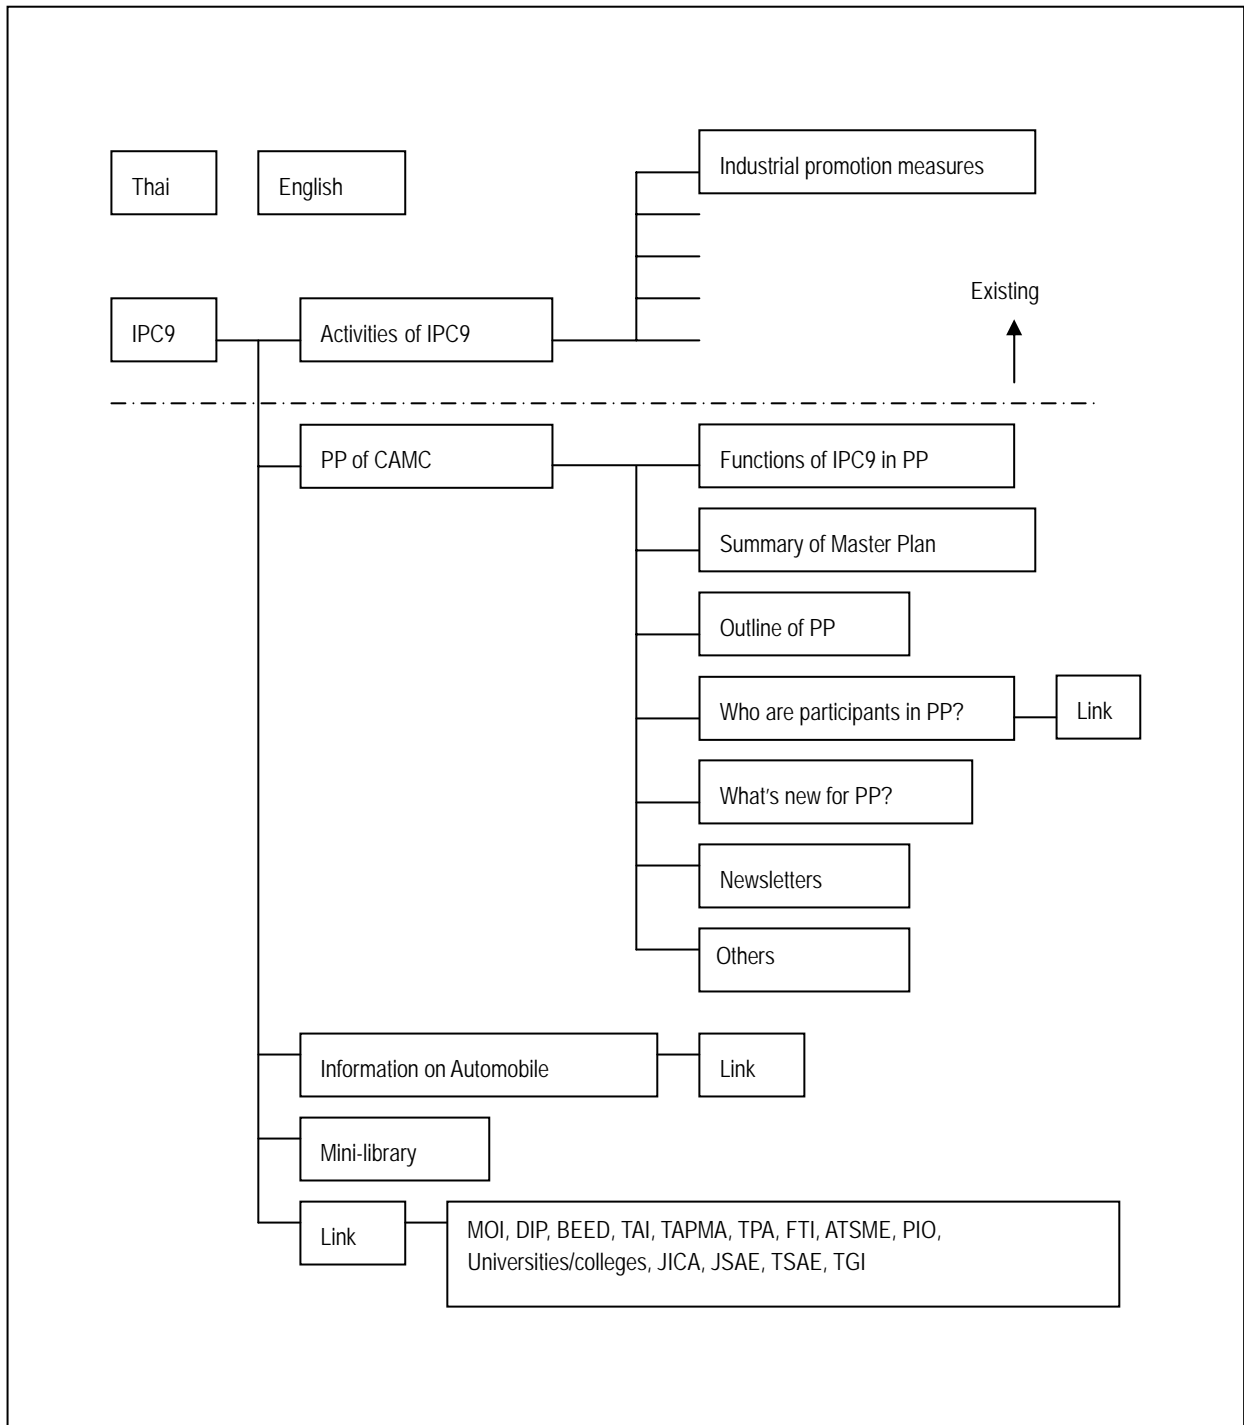 Thai
English
Industrial promotion measures
Existing
IPC9
Activities of IPC9
PP of CAMC
Functions of IPC9 in PP
Summary of Master Plan
Outline of PP
Who are participants in PP?
Link
What's new for PP?
Newsletters
Others
Information on Automobile
Link
Mini-library
Link
MOI, DIP, BEED, TAI, TAPMA, TPA, FTI, ATSME, PIO,
Universities/colleges, JICA, JSAE, TSAE, TGI